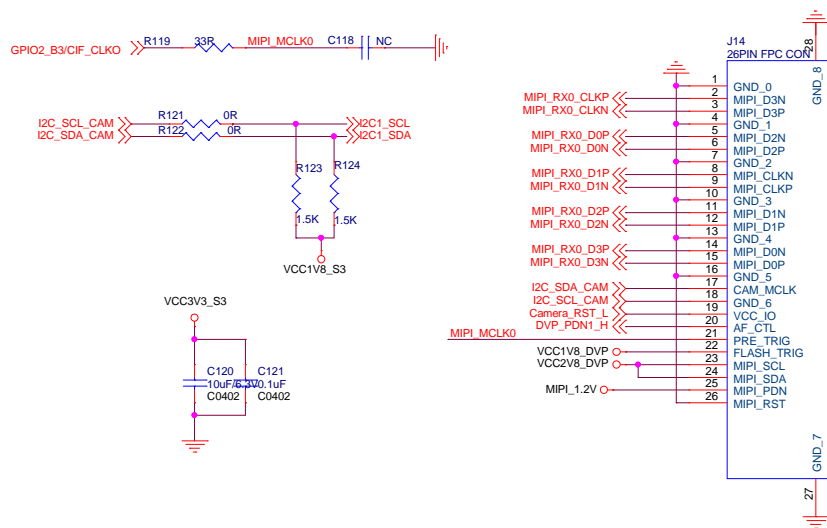 GPIO2_B3/CIF_CLKO
R119
33R
MIPI_MCLK0
C118
NC
I2C_SCL_CAM
I2C_SDA_CAM
R121
0R
R122
0R
I2C1_SCL
I2C1_SDA
R123
R124
1.5K
1.5K
VCC1V8_S3
VCC3V3_S3
C120
10uF/6.3V
C0402
C121
0.1uF
C0402
J14
26PIN FPC CON
28
GND_8
MIPI_RX0_CLKP
MIPI_RX0_CLKN
MIPI_RX0_D0P
MIPI_RX0_D0N
MIPI_RX0_D1P
MIPI_RX0_D1N
MIPI_RX0_D2P
MIPI_RX0_D2N
MIPI_RX0_D3P
MIPI_RX0_D3N
I2C_SDA_CAM
I2C_SCL_CAM
Camera_RST_L
DVP_PDN1_H
MIPI_MCLK0
VCC1V8_DVP
VCC2V8_DVP
MIPI_1.2V
1 GND_0
2 MIPI_D3N
3 MIPI_D3P
4 GND_1
5 MIPI_D2N
6 MIPI_D2P
7 GND_2
8 MIPI_CLKN
9 MIPI_CLKP
10 GND_3
11 MIPI_D1N
12 MIPI_D1P
13 GND_4
14 MIPI_D0N
15 MIPI_D0P
16 GND_5
17 CAM_MCLK
18 GND_6
19 VCC_IO
20 AF_CTL
21 PRE_TRIG
22 FLASH_TRIG
23 MIPI_SCL
24 MIPI_SDA
25 MIPI_PDN
26 MIPI_RST
GND_7
27